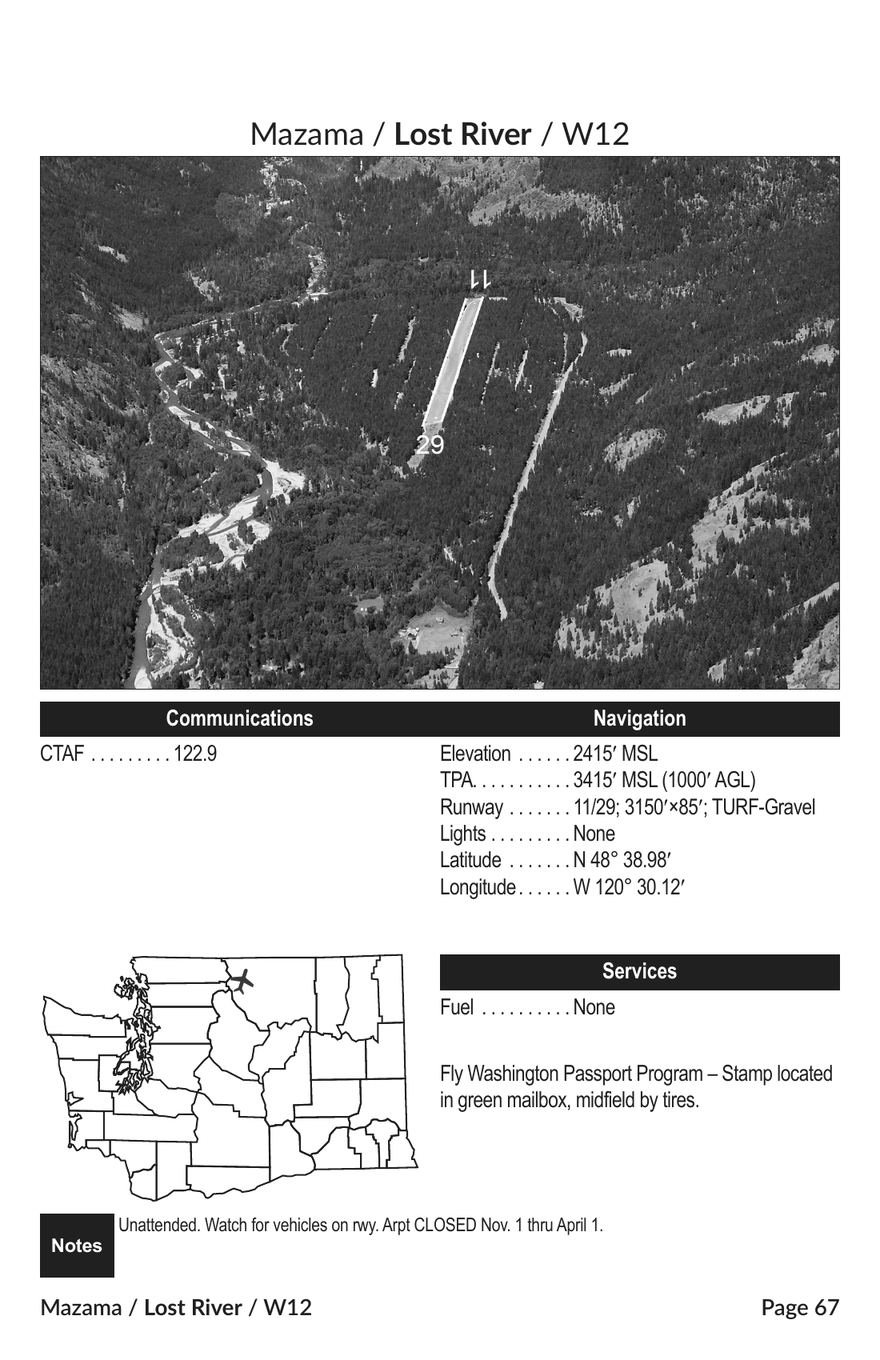 Mazama / Lost River / W12
11
29
Communications
CTAF . . . . . . . . . 122.9
Navigation
Elevation . . . . . . 2415′ MSL
TPA. . . . . . . . . . . 3415′ MSL (1000′ AGL)
Runway . . . . . . . 11/29; 3150′×85′; TURF-Gravel
Lights . . . . . . . . . None
Latitude . . . . . . . N 48° 38.98′
Longitude . . . . . . W 120° 30.12′
Services
Fuel . . . . . . . . . . None
Fly Washington Passport Program – Stamp located
in green mailbox, midfield by tires.
Notes
Unattended. Watch for vehicles on rwy. Arpt CLOSED Nov. 1 thru April 1.
Mazama / Lost River / W12
Page 67